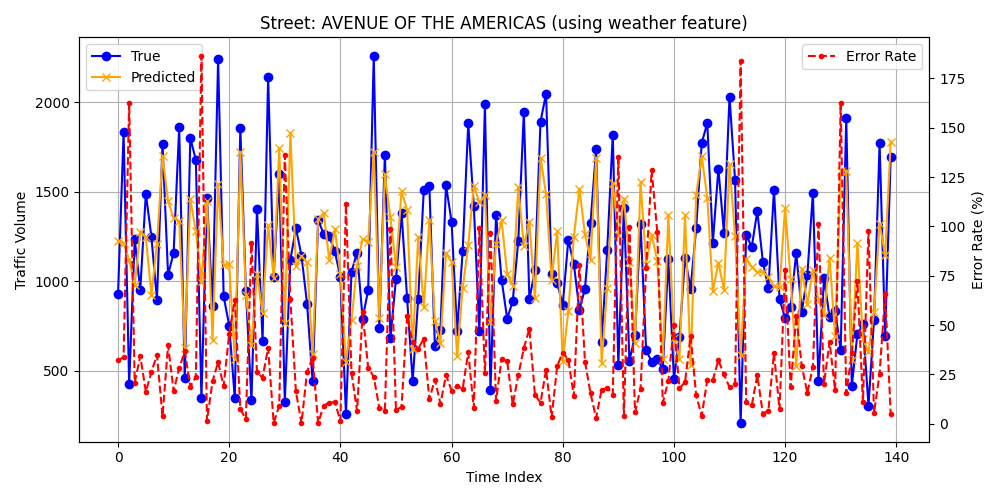 Street: AVENUE OF THE AMERICAS (using weather feature)
True
Predicted
Error Rate
2000
1500
1000
500
Traffic Volume
175
150
125
100
75
50
25
0
Error Rate (%)
0 20 40 60 80 100 120 140
Time Index